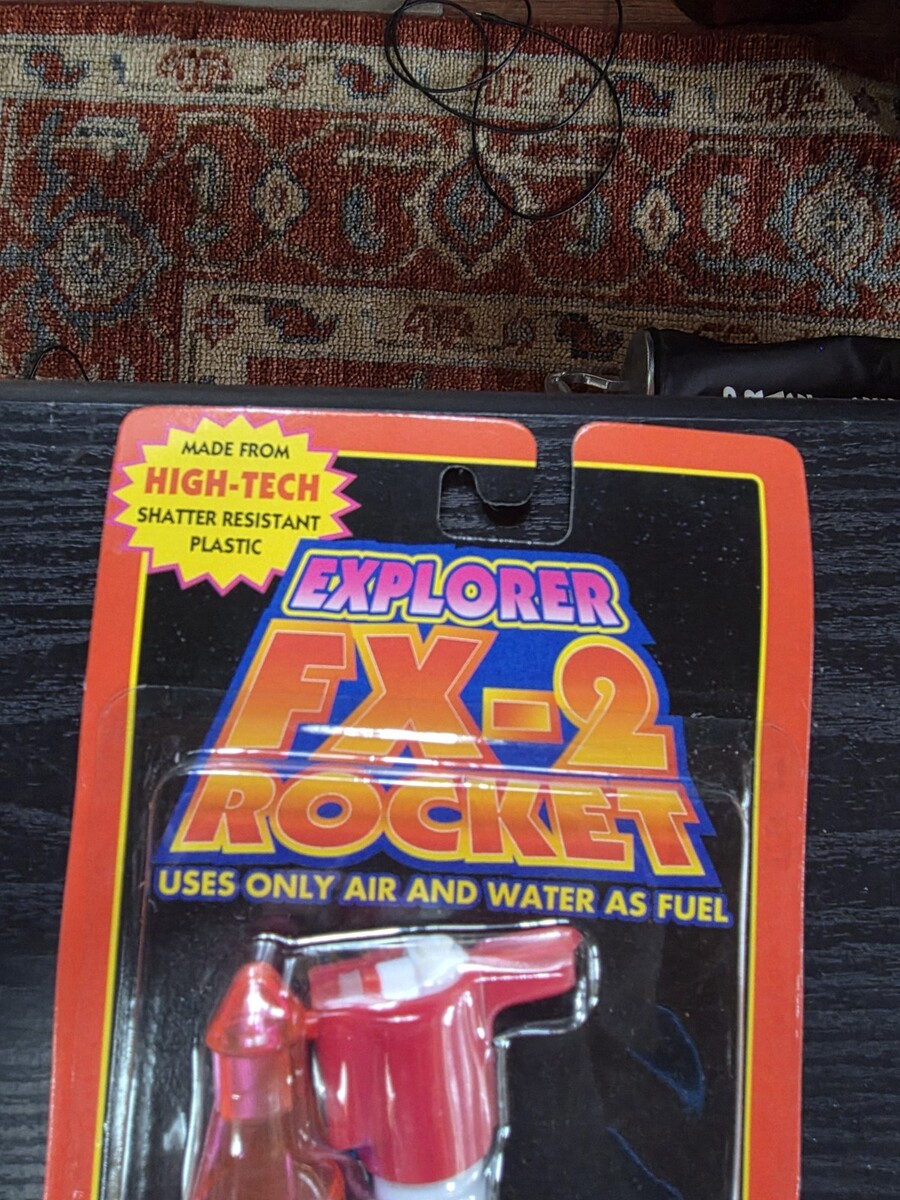 MADE FROM
HIGH-TECH
SHATTER RESISTANT
PLASTIC
EXPLORER
FX-2
ROCKET
USES ONLY AIR AND WATER AS FUEL